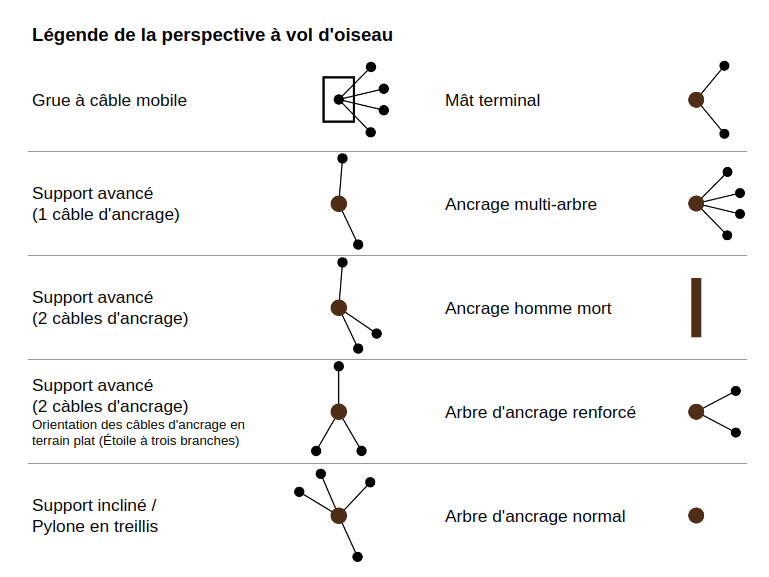 Légende de la perspective à vol d'oiseau
Grue à câble mobile
Mât terminal
Support avancé
(1 câble d'ancrage)
Ancrage multi-arbre
Support avancé
(2 càbles d'ancrage)
Ancrage homme mort
Support avancé
(2 càbles d'ancrage)
Orientation des câbles d'ancrage en
terrain plat (Étoile à trois branches)
Arbre d'ancrage renforcé
Support incliné /
Pylone en treillis
Arbre d'ancrage normal